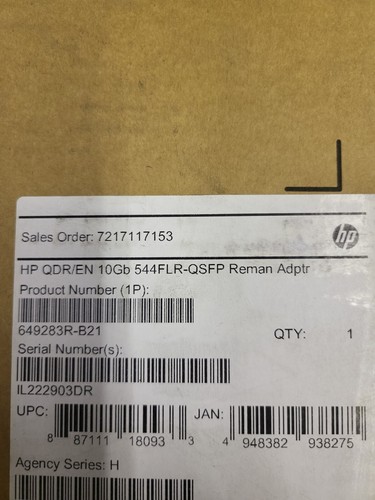 hp
Sales Order: 7217117153
HP QDR/EN 10Gb 544FLR-QSFP Reman Adptr
Product Number (1P):
649283R-B21
QTY: 1
Serial Number(s):
IL222903DR
UPC: JAN:
8 87111 18093 3 4 948382 938275
Agency Series: H